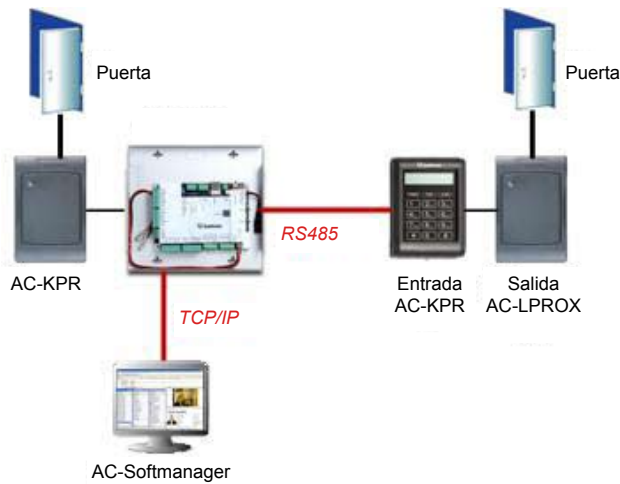 Puerta
Puerta
RS485
AC-KPR
Entrada
AC-KPR
Salida
AC-LPROX
TCP/IP
AC-Softmanager